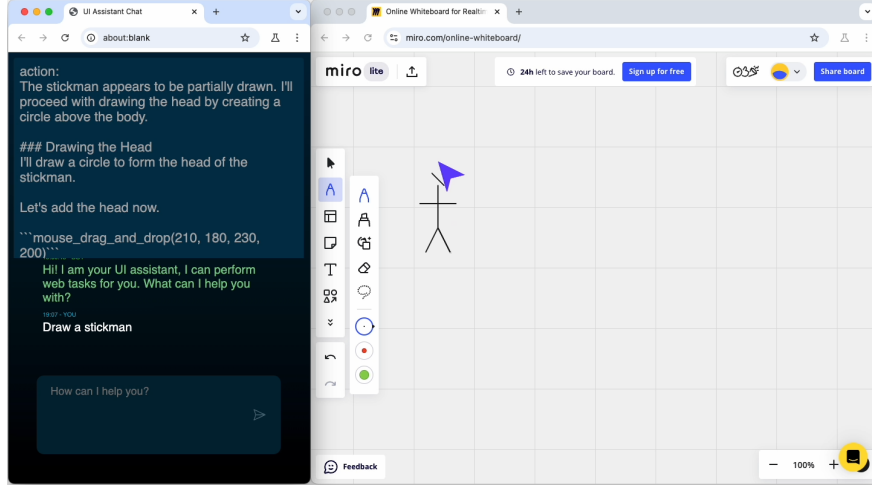 UI Assistant Chat
about:blank
action:
The stickman appears to be partially drawn. I'll
proceed with drawing the head by creating a
circle above the body.
### Drawing the Head
I'll draw a circle to form the head of the
stickman.
Let's add the head now.
```mouse_drag_and_drop(210, 180, 230,
200)```
Hi! I am your UI assistant, I can perform
web tasks for you. What can I help you
with?
19:07 - YOU
Draw a stickman
How can I help you?
Online Whiteboard for Realtim
miro.com/online-whiteboard/
miro lite
24h left to save your board.
Sign up for free
Share board
Feedback
100%